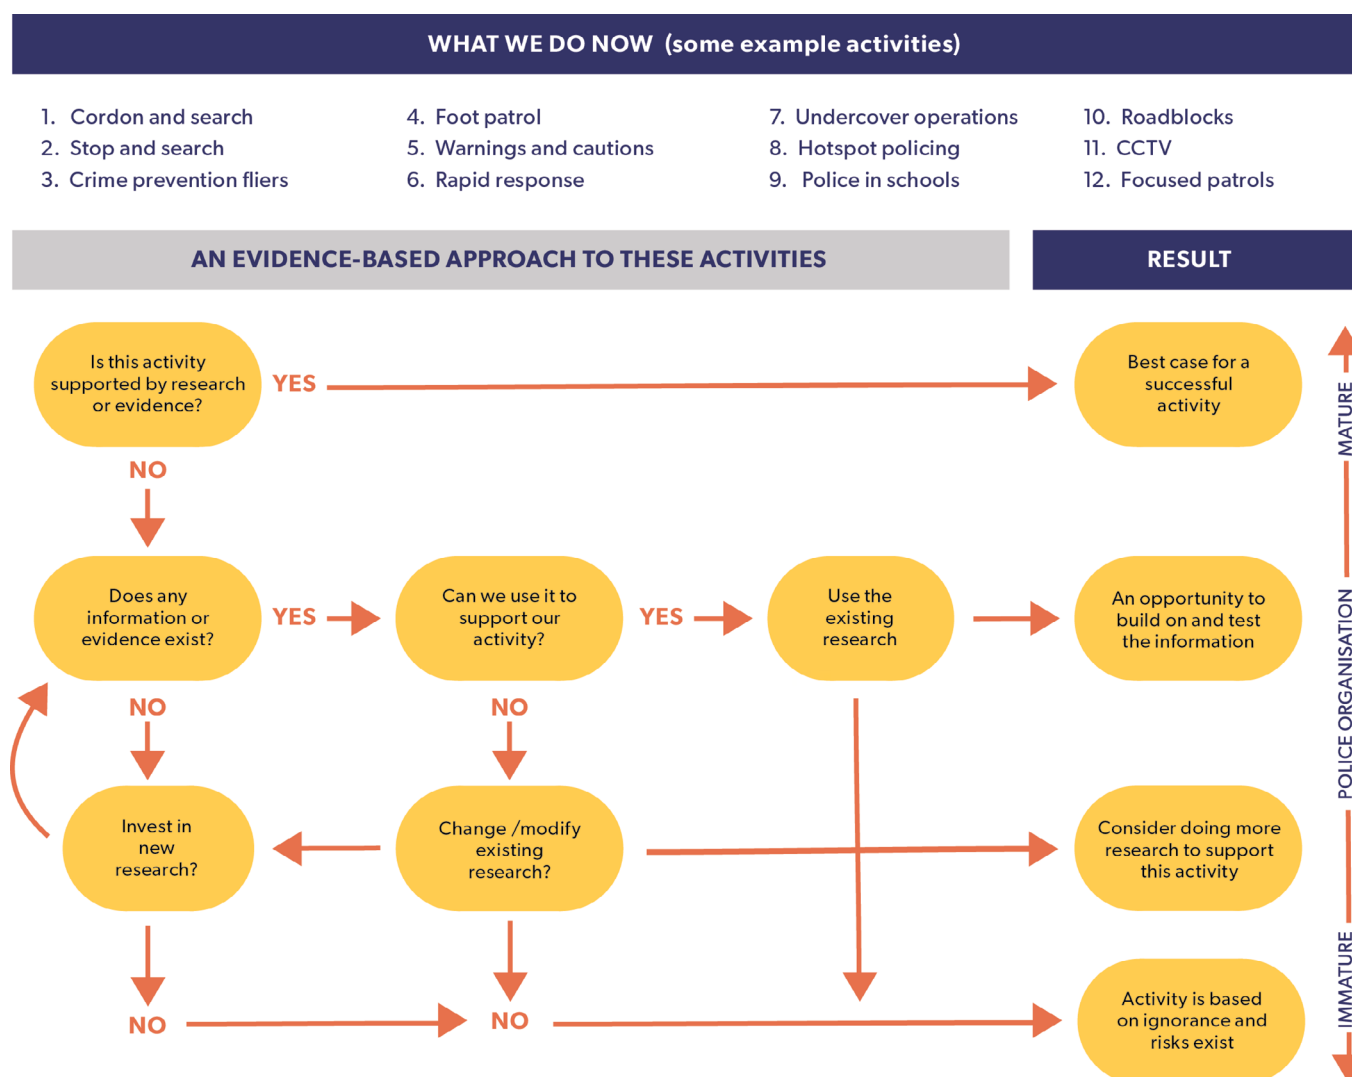 WHAT WE DO NOW (some example activities)
1. Cordon and search
2. Stop and search
3. Crime prevention fliers
4. Foot patrol
5. Warnings and cautions
6. Rapid response
7. Undercover operations
8. Hotspot policing
9. Police in schools
10. Roadblocks
11. CCTV
12. Focused patrols
AN EVIDENCE-BASED APPROACH TO THESE ACTIVITIES
RESULT
Is this activity
supported by research
or evidence?
YES
Best case for a
successful
activity
NO
Does any
information or
evidence exist?
YES
Can we use it to
support our
activity?
YES
Use the
existing
research
An opportunity to
build on and test
the information
NO
NO
Invest in
new
research?
Change /modify
existing
research?
Consider doing more
research to support
this activity
NO
NO
Activity is based
on ignorance and
risks exist
MATURE
POLICE ORGANISATION
IMMATURE